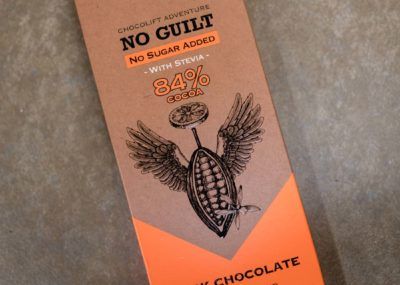 CHOCOLIFT ADVENTURE
NO GUILT
NO SUGAR ADDED
- WITH STEVIA -
84%
COCOA
CHOCOLATE